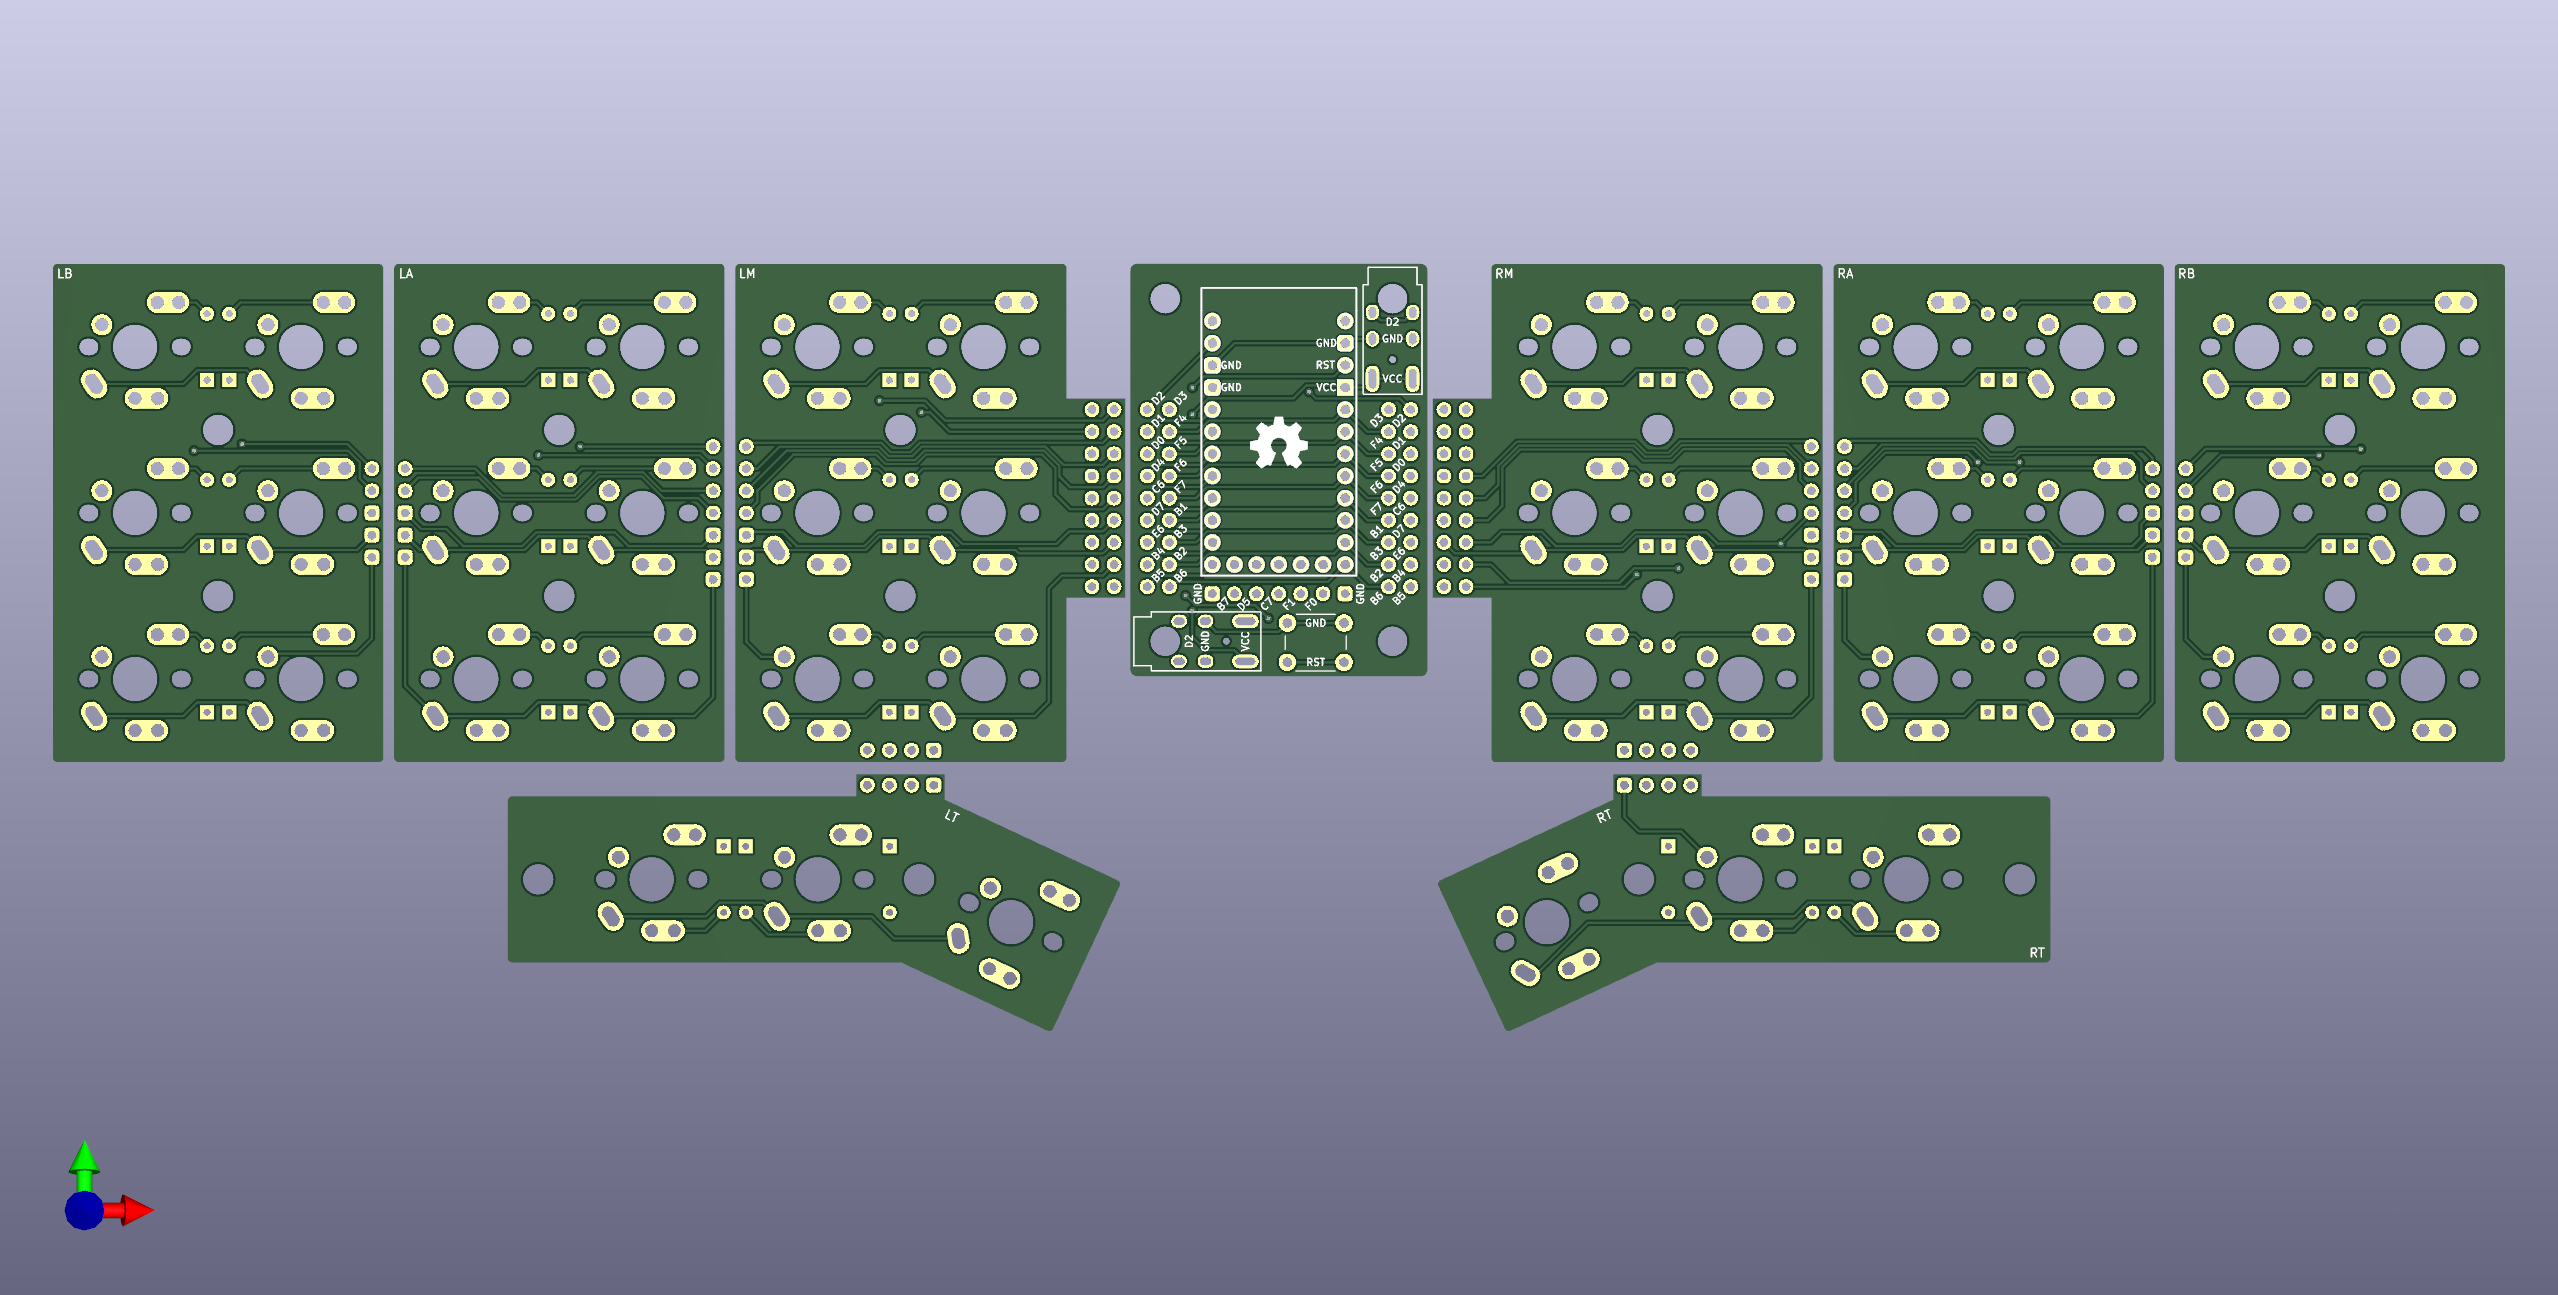 LB
LA
LM
RM
RA
RB
D2
GND
VCC
GND
RST
VCC
GND
GND
D2
D3
D1
F4
D0
F5
D4
F6
C6
F7
D7
B1
E6
B3
B4
B2
B5
B6
D3
D2
F4
D1
F5
D0
F6
D4
F7
C6
B1
D7
B3
E6
B2
B4
B6
B5
GND
B7
D5
C7
F1
F0
GND
D2
GND
VCC
GND
RST
LT
RT
RT